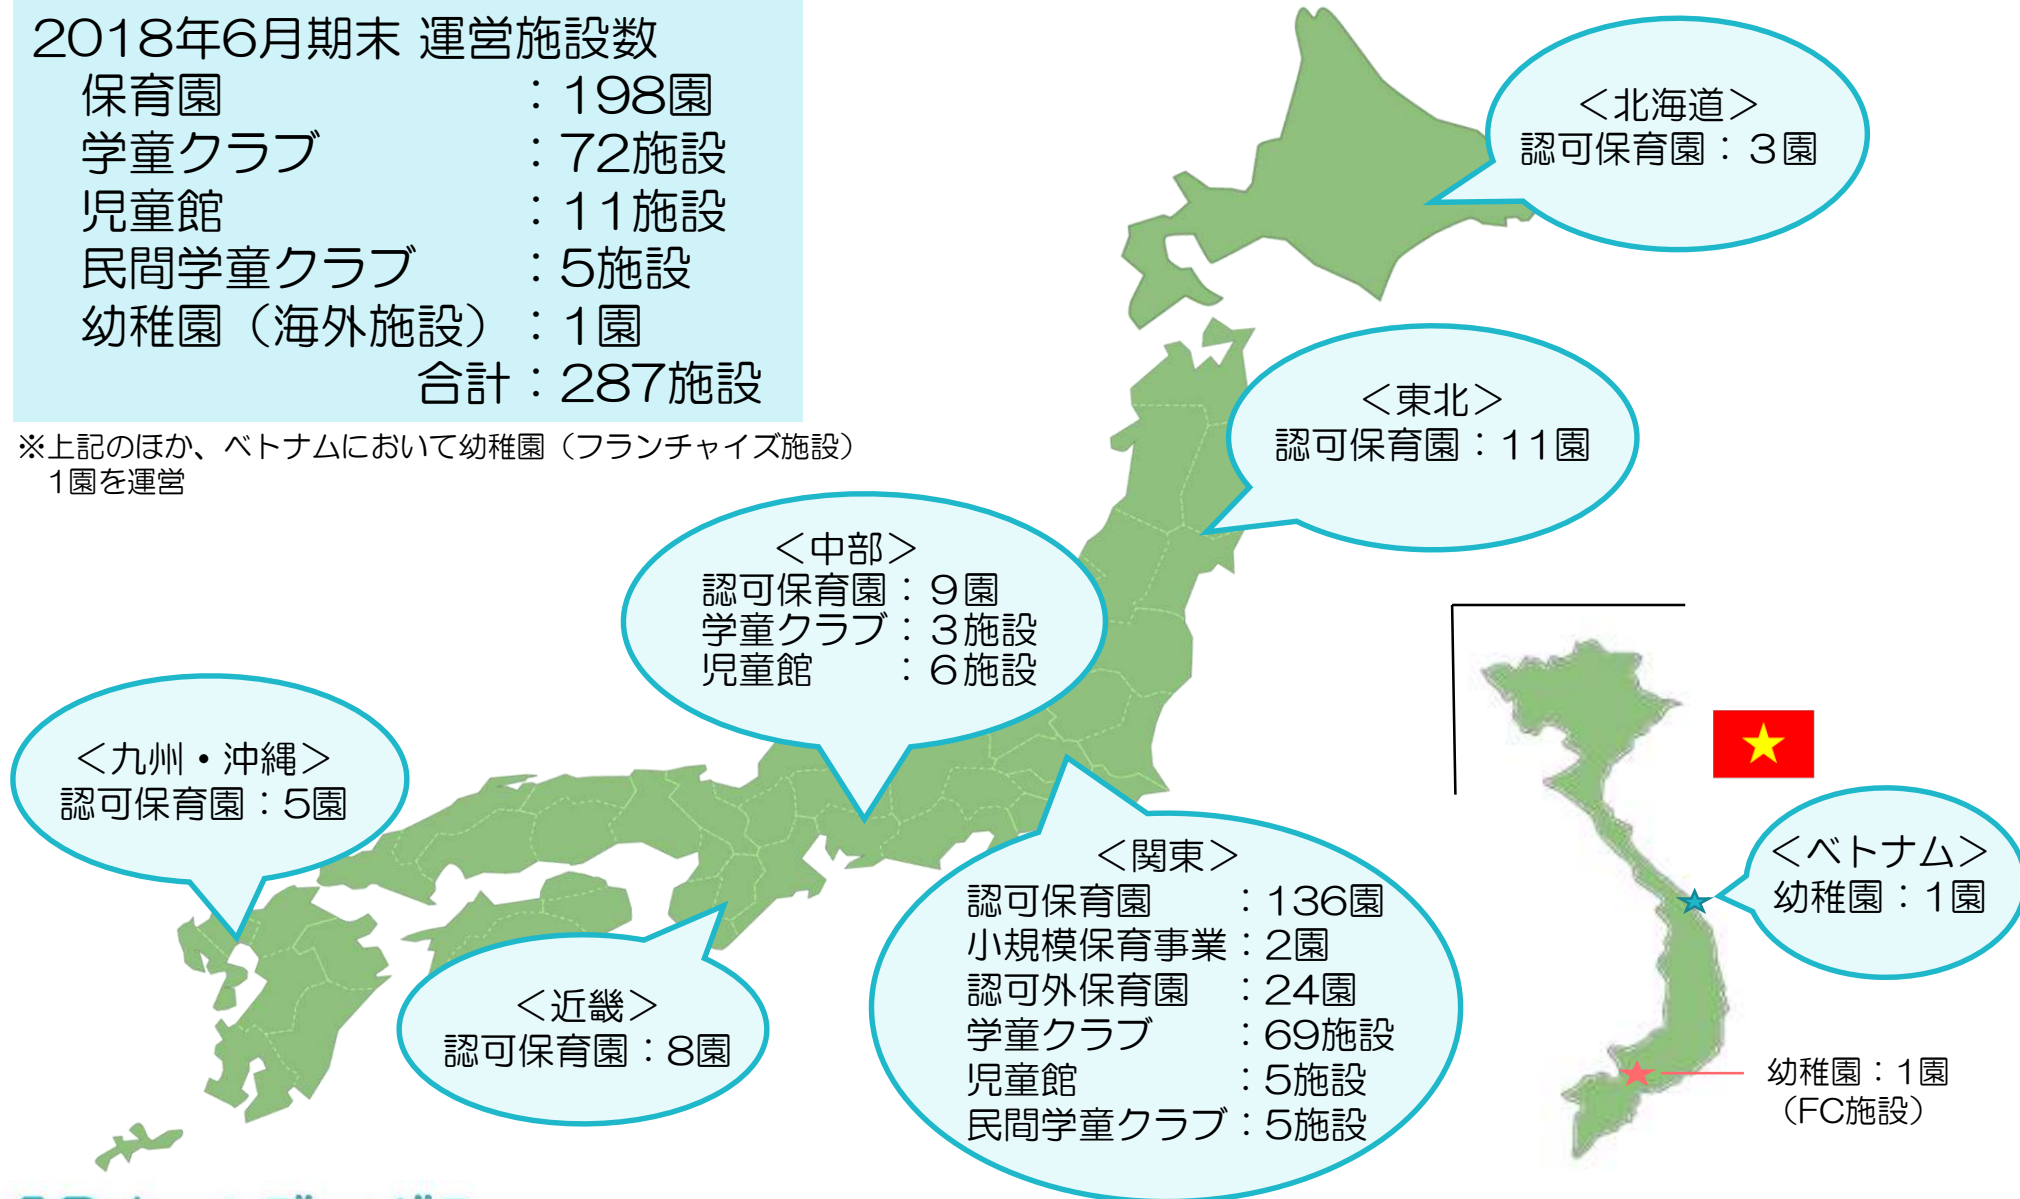 2018年6月期末 運営施設数
保育園 ：198園
学童クラブ ：72施設
児童館 ：11施設
民間学童クラブ ：5施設
幼稚園（海外施設）：1園
合計：287施設
※上記のほか、ベトナムにおいて幼稚園（フランチャイズ施設）
1園を運営
＜北海道＞
認可保育園：３園
＜東北＞
認可保育園：11園
＜中部＞
認可保育園：９園
学童クラブ：３施設
児童館 ：６施設
＜九州・沖縄＞
認可保育園：5園
＜近畿＞
認可保育園：8園
＜関東＞
認可保育園 ：136園
小規模保育事業：2園
認可外保育園 ：24園
学童クラブ ：69施設
児童館 ：5施設
民間学童クラブ：5施設
＜ベトナム＞
幼稚園：1園
幼稚園：1園
（FC施設）